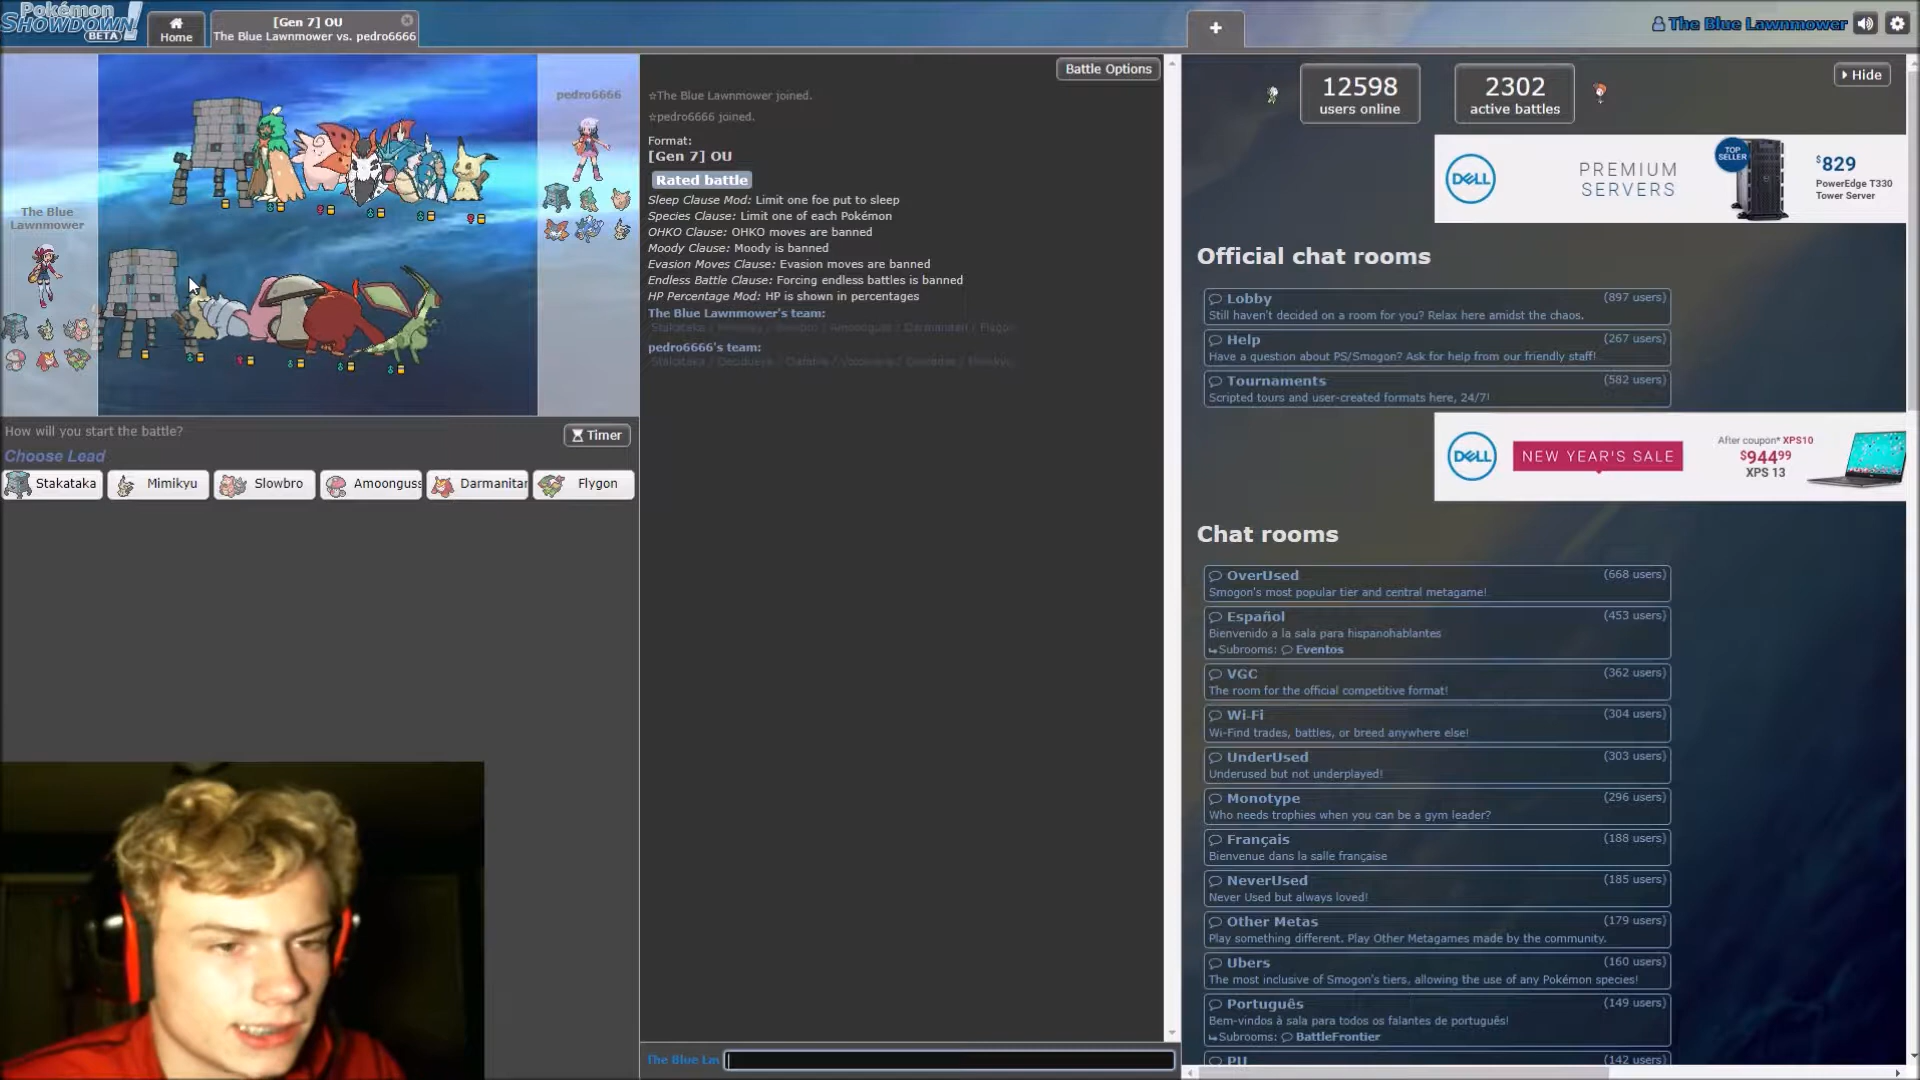 Pokémon
SHOWDOWN!
BETA
Home
[Gen 7] OU
The Blue Lawnmower vs. pedro6666
+
The Blue Lawnmower
pedro6666
The Blue
Lawnmower
How will you start the battle?
Timer
Choose Lead
Stakataka
Mimikyu
Slowbro
Amoongus
Darmanitar
Flygon
Battle Options
☆The Blue Lawnmower joined.
☆pedro6666 joined.
Format:
[Gen 7] OU
Rated battle
Sleep Clause Mod: Limit one foe put to sleep
Species Clause: Limit one of each Pokémon
OHKO Clause: OHKO moves are banned
Moody Clause: Moody is banned
Evasion Moves Clause: Evasion moves are banned
Endless Battle Clause: Forcing endless battles is banned
HP Percentage Mod: HP is shown in percentages
The Blue Lawnmower's team:
Stakataka / Mimikyu / Slowbro / Amoonguss / Darmanitan / Flygon
pedro6666's team:
Stakataka / Decidueye / Clefable / Volcarona / Gyarados / Mimikyu
The Blue Lm
12598
users online
2302
active battles
Hide
DELL
PREMIUM
SERVERS
TOP
SELLER
$829
PowerEdge T330
Tower Server
Official chat rooms
Lobby
(897 users)
Still haven't decided on a room for you? Relax here amidst the chaos.
Help
(267 users)
Have a question about PS/Smogon? Ask for help from our friendly staff!
Tournaments
(582 users)
Scripted tours and user-created formats here, 24/7!
DELL
NEW YEAR'S SALE
After coupon* XPS10
$944.99
XPS 13
Chat rooms
OverUsed
(668 users)
Smogon's most popular tier and central metagame!
Español
(453 users)
Bienvenido a la sala para hispanohablantes
Subrooms: Eventos
VGC
(362 users)
The room for the official competitive format!
Wi-Fi
(304 users)
Wi-Find trades, battles, or breed anywhere else!
UnderUsed
(303 users)
Underused but not underplayed!
Monotype
(296 users)
Who needs trophies when you can be a gym leader?
Français
(188 users)
Bienvenue dans la salle française
NeverUsed
(185 users)
Never Used but always loved!
Other Metas
(179 users)
Play something different. Play Other Metagames made by the community.
Ubers
(160 users)
The most inclusive of Smogon's tiers, allowing the use of any Pokémon species!
Português
(149 users)
Bem-vindos à sala para todos os falantes de português!
Subrooms: BattleFrontier
PU
(142 users)